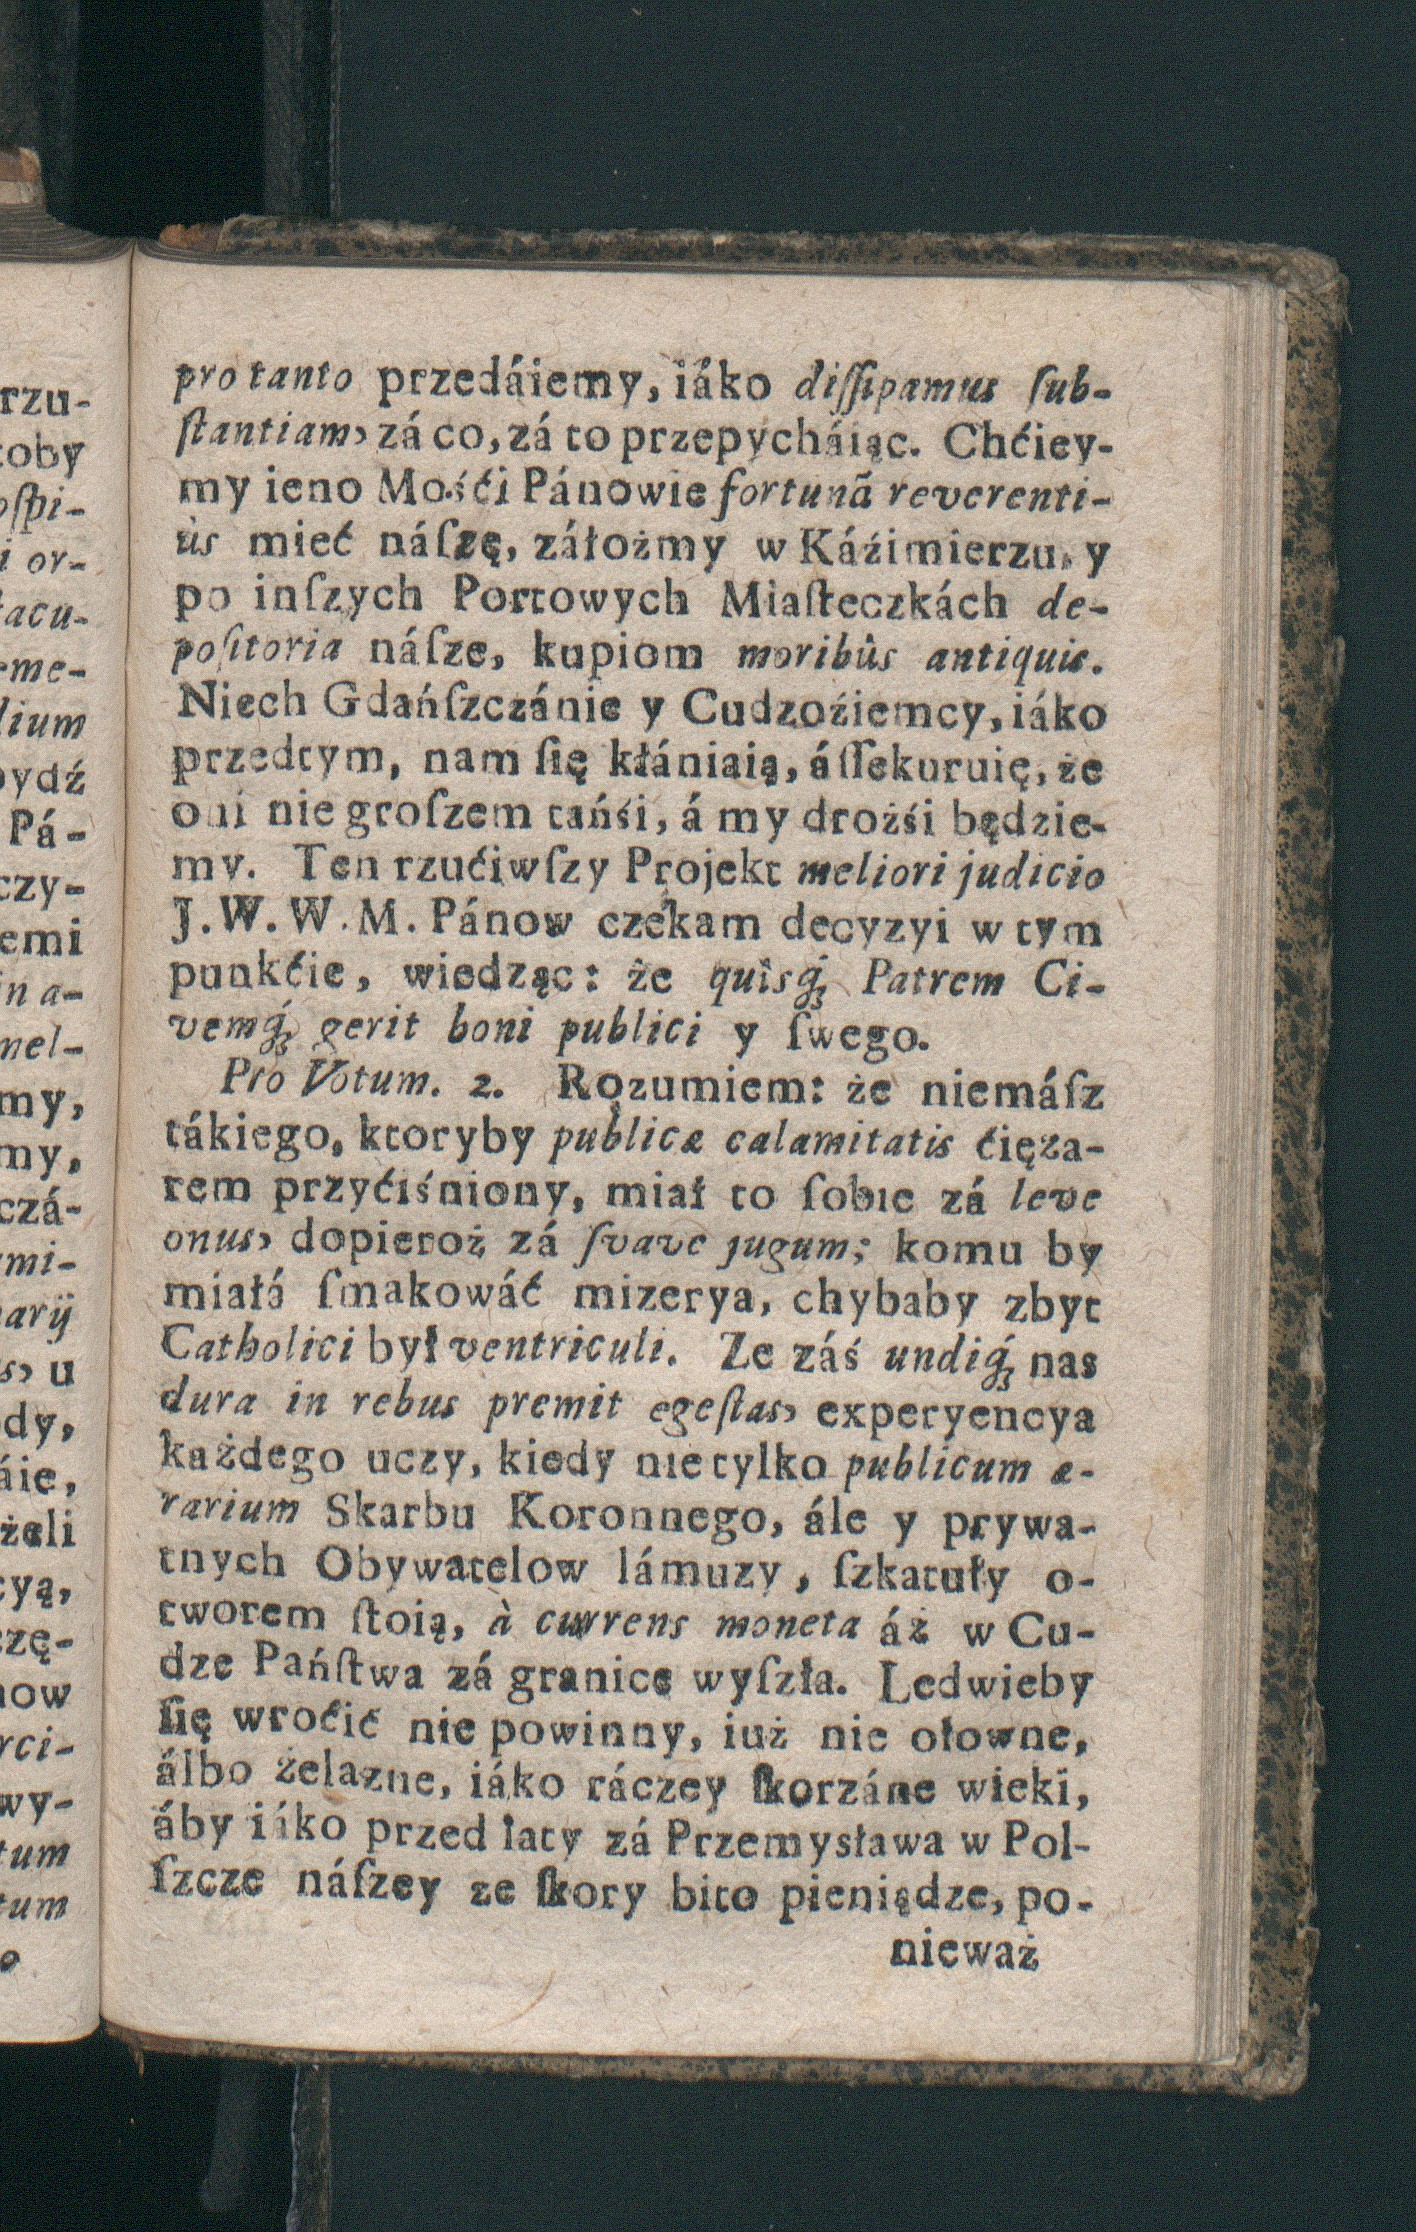 pro tanto przedáiemy, iáko diſſipamus ſub-
ſtantiam, zá co, zá to przepycháiąc. Chćiey-
my ieno Mośći Pánowie fortunā reverenti-
ùs mieć náſzę, záłożmy w Káźimierzu, y
po inſzych Portowych Miaſteczkách de-
poſitoria náſze, kupiom moribûs antiquis.
Niech Gdańſzczánie y Cudzoźiemcy, iáko
przedtym, nam ſię kłániaią, áſſekuruię, że
oni nie groſzem tańśi, á my drożśi będzie-
my. Ten rzućiwſzy Projekt meliori judicio
J. W. W. M. Pánow czekam decyzyi w tym
punkćie, wiedząc: że quîsq́; Patrem Ci-
vemq́; gerit boni publici y ſwego.
Pro Votum. 2. Rozumiem: że niemáſz
tákiego, ktoryby publicæ calamitatis ćięza-
rem przyćiśniony, miał to ſobie zá leve
onus, dopieroż zá ſvave jugum; komu by
miałá ſmakowáć mizerya, chybaby zbyt
Catholici był ventriculi. Ze záś undiq́; nas
dura in rebus premit egeſtas, experyencya
każdego uczy, kiedy nietylko publicum æ-
rarium Skarbu Koronnego, ále y prywa-
tnych Obywatelow lámuzy, ſzkatuły o-
tworem ſtoią, à currens moneta áż w Cu-
dze Pańſtwa zá granice wyſzła. Ledwieby
ſię wroćić nie powinny, iuż nie ołowne,
álbo żelazne, iáko ráczey ſkorzáne wieki,
áby iáko przed laty zá Przemysława w Pol-
ſzcze náſzey ze ſkory bito pieniądze, po-
nieważ